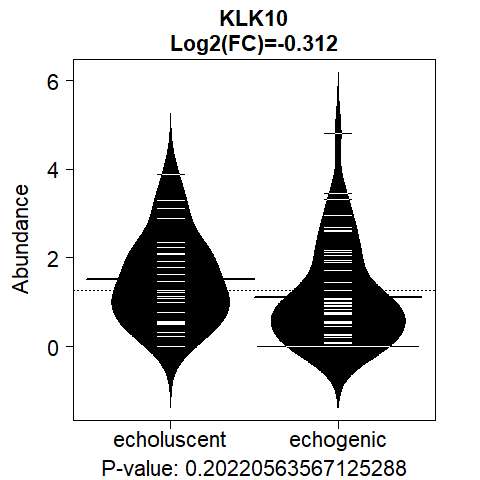 KLK10
Log2(FC)=-0.312
Abundance
6
4
2
0
echoluscent echogenic
P-value: 0.20220563567125288